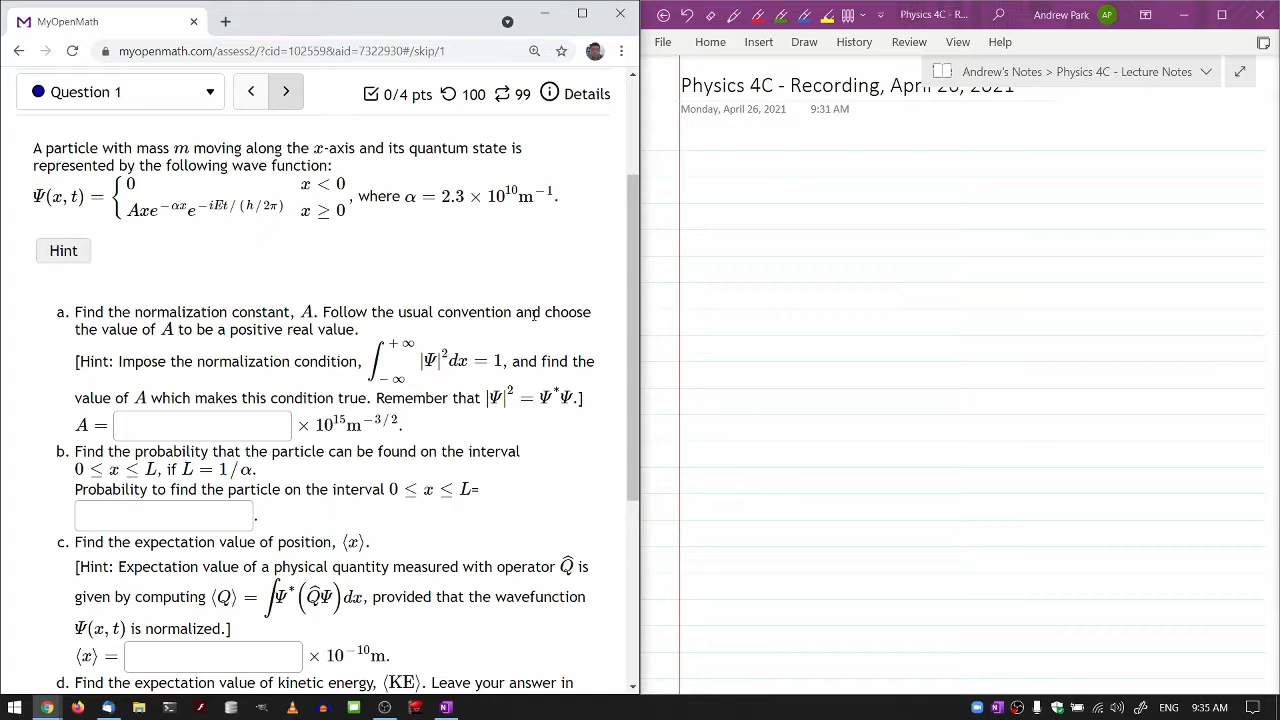 MyOpenMath
myopenmath.com/assess2/?cid=102559&aid=7322930#/skip/1
Question 1
0/4 pts 100 99 Details
A particle with mass m moving along the x-axis and its quantum state is
represented by the following wave function:
Ψ(x, t) = { 0 x < 0
Axe^{−αx}e^{−iEt/(h/2π)} x ≥ 0 , where α = 2.3 × 10^{10}m^{−1}.
Hint
a. Find the normalization constant, A. Follow the usual convention and choose
the value of A to be a positive real value.
[Hint: Impose the normalization condition, ∫_{−∞}^{+∞} |Ψ|^2 dx = 1, and find the
value of A which makes this condition true. Remember that |Ψ|^2 = Ψ*Ψ.]
A = × 10^{15}m^{−3/2}.
b. Find the probability that the particle can be found on the interval
0 ≤ x ≤ L, if L = 1/α.
Probability to find the particle on the interval 0 ≤ x ≤ L=
.
c. Find the expectation value of position, ⟨x⟩.
[Hint: Expectation value of a physical quantity measured with operator Q̂ is
given by computing ⟨Q⟩ = ∫Ψ*(Q̂Ψ)dx, provided that the wavefunction
Ψ(x, t) is normalized.]
⟨x⟩ = × 10^{−10}m.
d. Find the expectation value of kinetic energy, ⟨KE⟩. Leave your answer in
Physics 4C - R... Andrew Park AP
File Home Insert Draw History Review View Help
Andrew's Notes > Physics 4C - Lecture Notes
Physics 4C - Recording, April 26, 2021
Monday, April 26, 2021 9:31 AM
9:35 AM